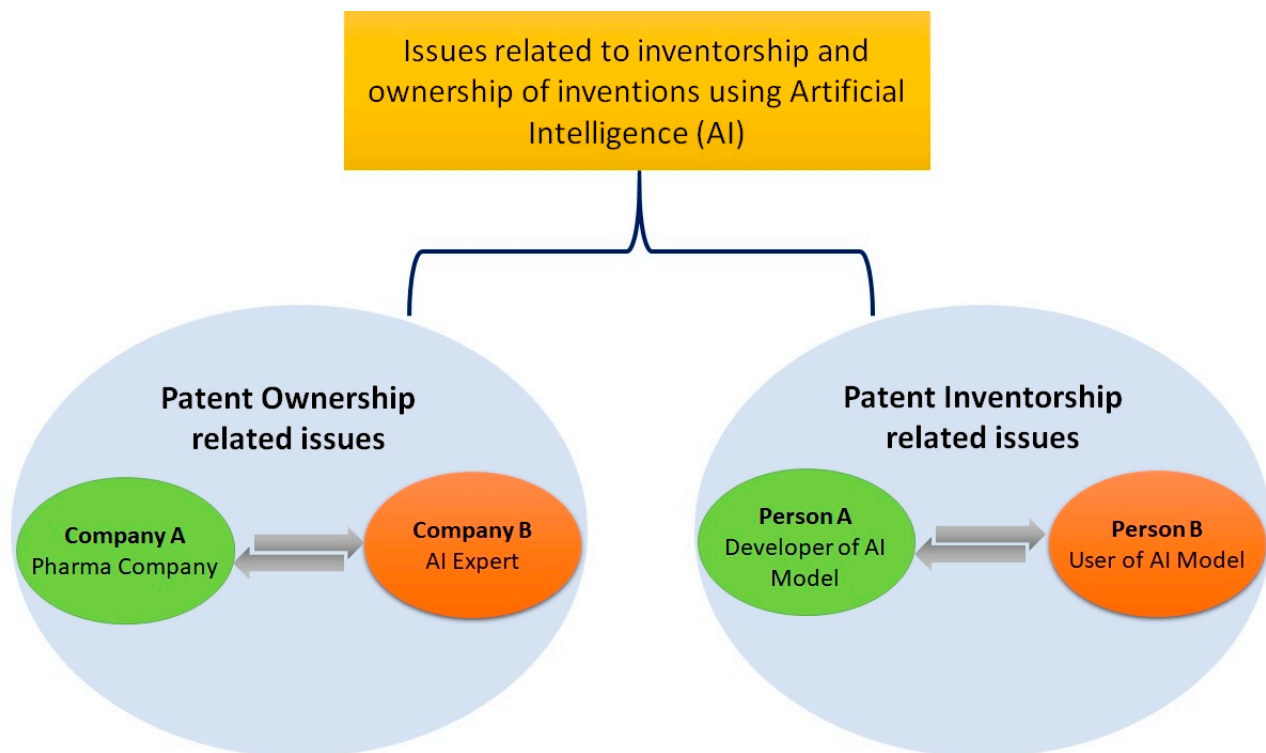 Issues related to inventorship and
ownership of inventions using Artificial
Intelligence (AI)
Patent Ownership
related issues
Company A
Pharma Company
Company B
AI Expert
Patent Inventorship
related issues
Person A
Developer of AI
Model
Person B
User of AI Model